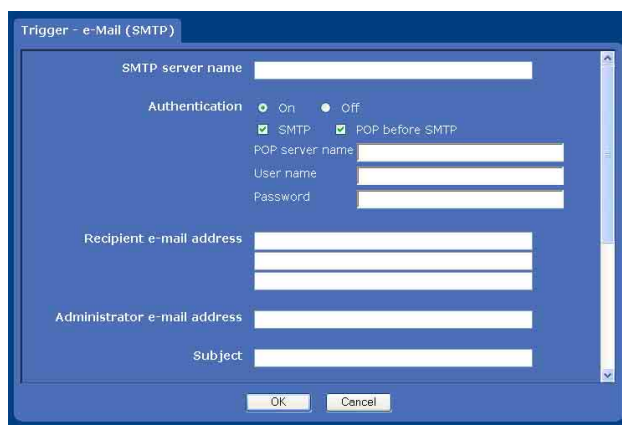 Trigger - e-Mail (SMTP)
SMTP server name
Authentication On Off
SMTP POP before SMTP
POP server name
User name
Password
Recipient e-mail address
Administrator e-mail address
Subject
OK Cancel